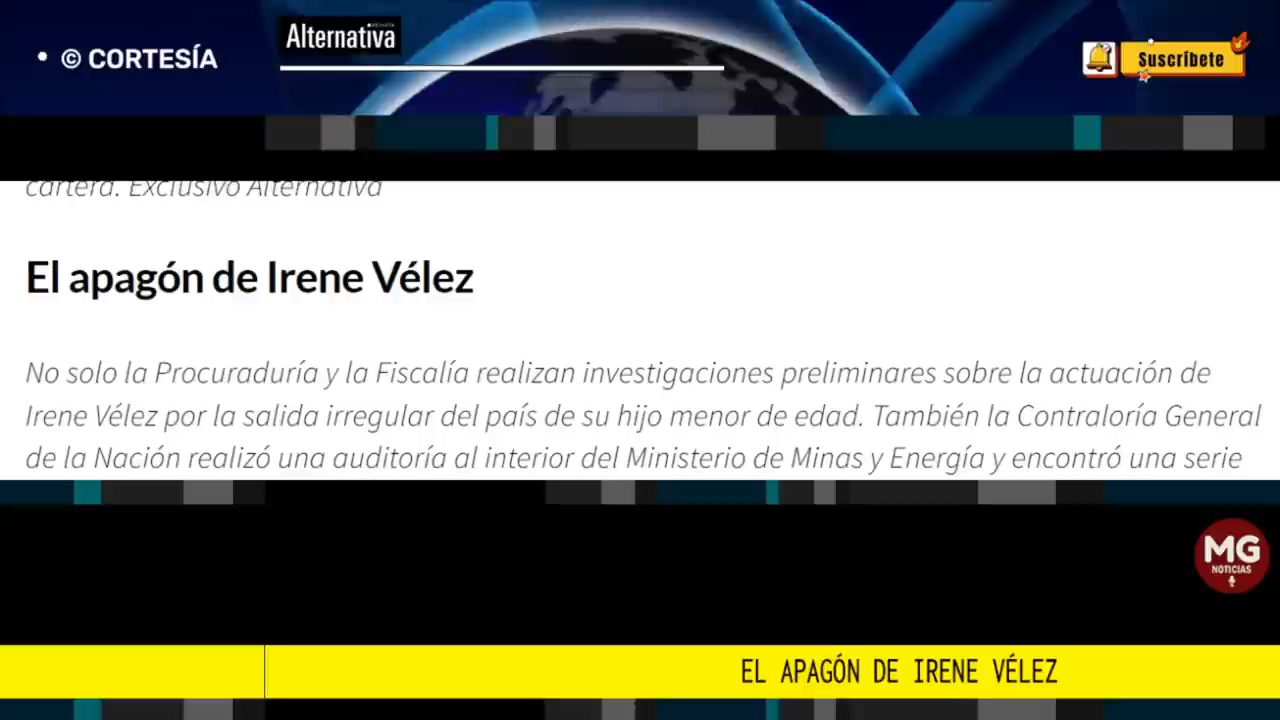 • © CORTESÍA
REVISTA
Alternativa
Suscríbete
cartera. Exclusivo Alternativa
El apagón de Irene Vélez
No solo la Procuraduría y la Fiscalía realizan investigaciones preliminares sobre la actuación de
Irene Vélez por la salida irregular del país de su hijo menor de edad. También la Contraloría General
de la Nación realizó una auditoría al interior del Ministerio de Minas y Energía y encontró una serie
MG
NOTICIAS
EL APAGÓN DE IRENE VÉLEZ